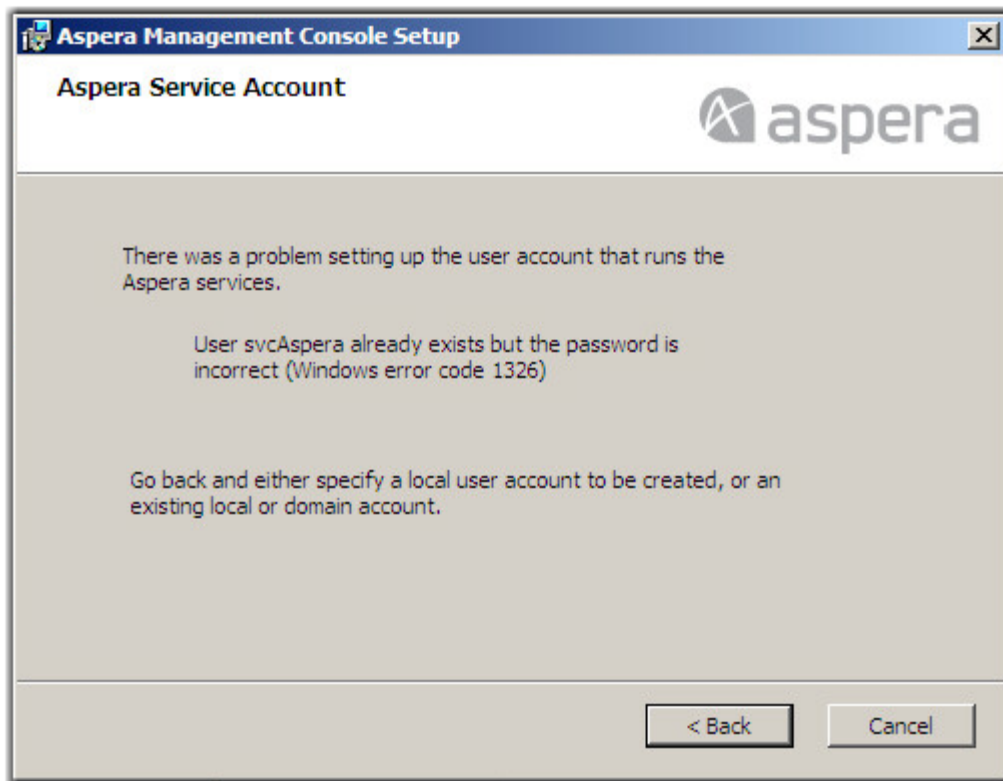 Aspera Management Console Setup
Aspera Service Account
aspera
There was a problem setting up the user account that runs the
Aspera services.
User svcAspera already exists but the password is
incorrect (Windows error code 1326)
Go back and either specify a local user account to be created, or an
existing local or domain account.
< Back
Cancel